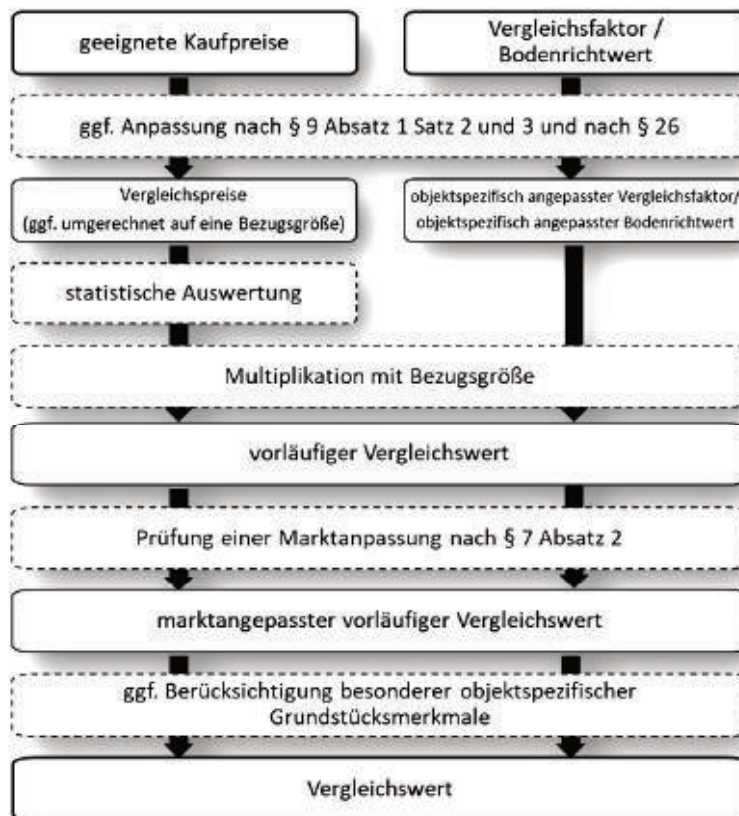 geeignete Kaufpreise
Vergleichsfaktor /
Bodenrichtwert
ggf. Anpassung nach § 9 Absatz 1 Satz 2 und 3 und nach § 26
Vergleichspreise
(ggf. umgerechnet auf eine Bezugsgröße)
objektspezifisch angepasster Vergleichsfaktor/
objektspezifisch angepasster Bodenrichtwert
statistische Auswertung
Multiplikation mit Bezugsgröße
vorläufiger Vergleichswert
Prüfung einer Marktanpassung nach § 7 Absatz 2
marktangepasster vorläufiger Vergleichswert
ggf. Berücksichtigung besonderer objektspezifischer
Grundstücksmerkmale
Vergleichswert